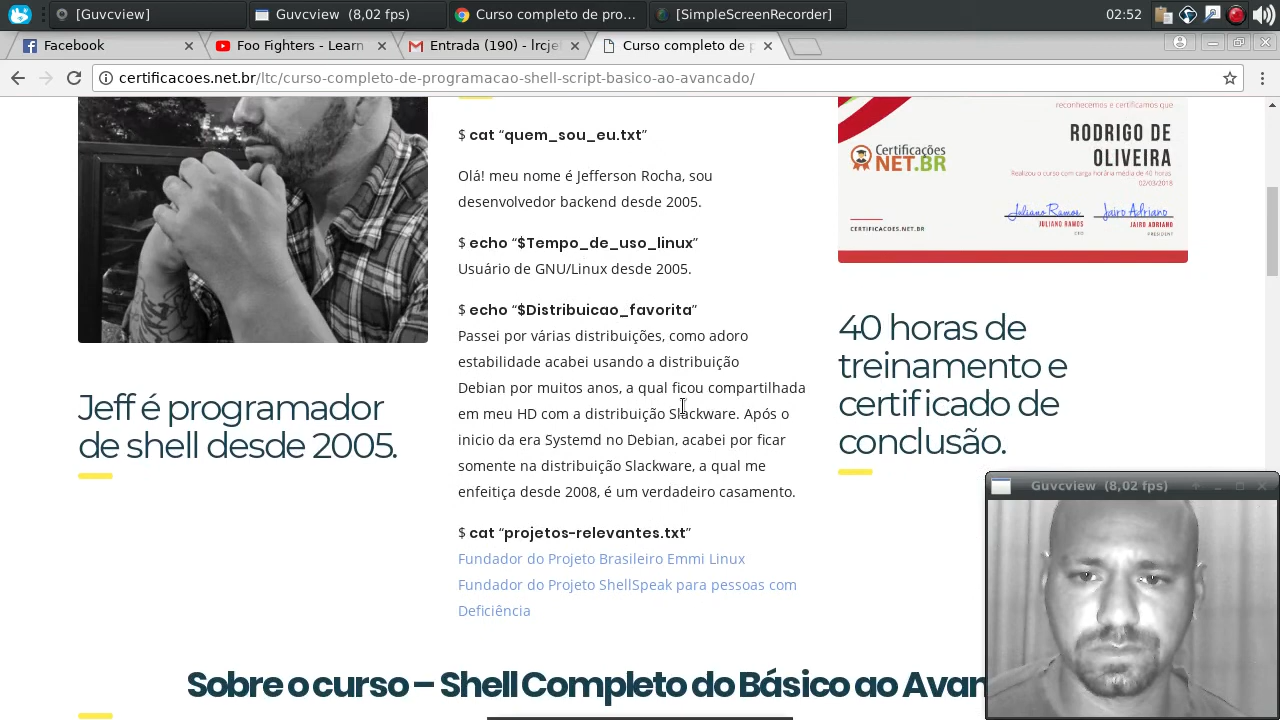 [Guvcview]
Guvcview (8,02 fps)
Curso completo de pro...
[SimpleScreenRecorder]
02:52
Facebook
Foo Fighters - Learn
Entrada (190) - lrcje
Curso completo de p
certificacoes.net.br/ltc/curso-completo-de-programacao-shell-script-basico-ao-avancado/
$ cat “quem_sou_eu.txt”
Olá! meu nome é Jefferson Rocha, sou
desenvolvedor backend desde 2005.
$ echo “$Tempo_de_uso_linux”
Usuário de GNU/Linux desde 2005.
$ echo “$Distribuicao_favorita”
Passei por várias distribuições, como adoro
estabilidade acabei usando a distribuição
Debian por muitos anos, a qual ficou compartilhada
em meu HD com a distribuição Slackware. Após o
inicio da era Systemd no Debian, acabei por ficar
somente na distribuição Slackware, a qual me
enfeitiça desde 2008, é um verdadeiro casamento.
$ cat “projetos-relevantes.txt”
Fundador do Projeto Brasileiro Emmi Linux
Fundador do Projeto ShellSpeak para pessoas com
Deficiência
Jeff é programador
de shell desde 2005.
reconhecemos e certificamos que
RODRIGO DE
OLIVEIRA
Certificações
NET.BR
Realizou o curso com carga horária média de 40 horas
02/03/2018
Juliano Ramos
Jairo Adriano
JULIANO RAMOS
JAIRO ADRIANO
CEO
PRESIDENT
CERTIFICACOES.NET.BR
40 horas de
treinamento e
certificado de
conclusão.
Sobre o curso – Shell Completo do Básico ao Avan
Guvcview (8,02 fps)